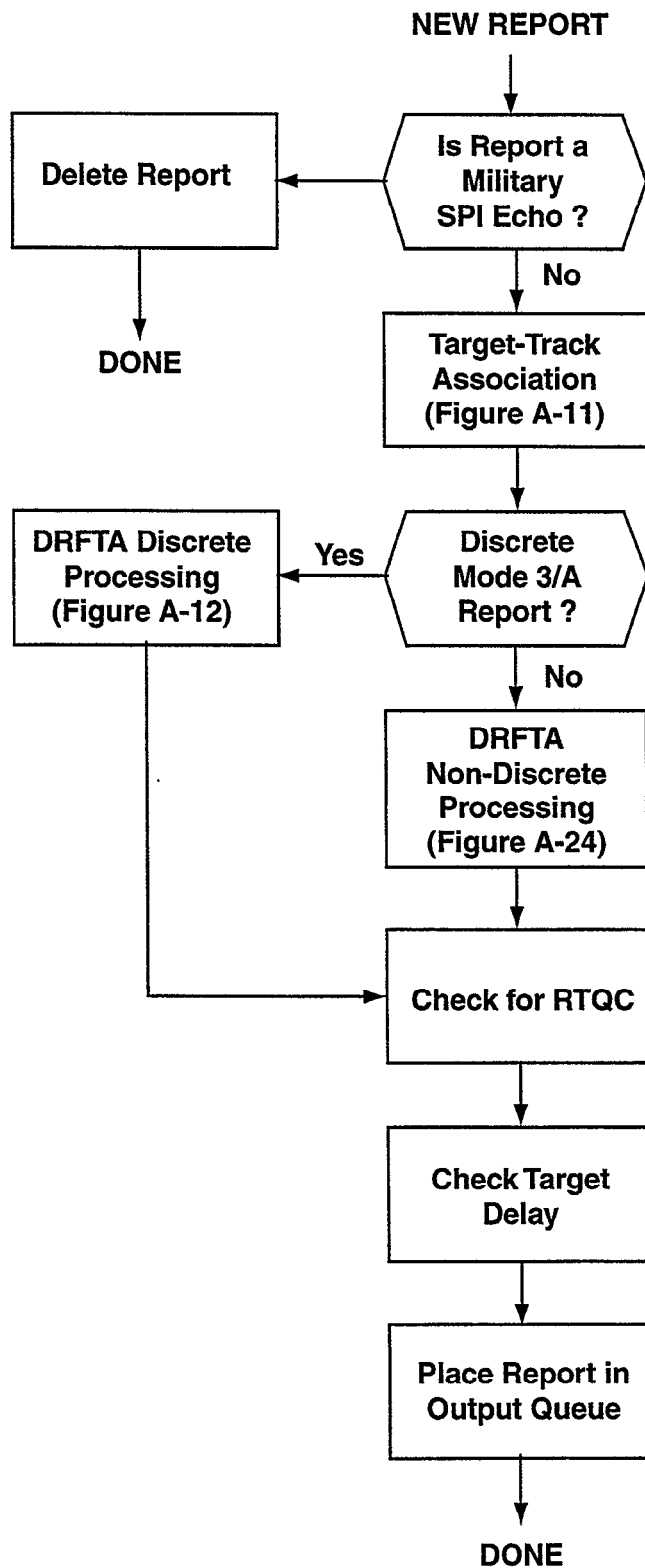 NEW REPORT
Is Report a
Military
SPI Echo ?
Delete Report
DONE
No
Target-Track
Association
(Figure A-11)
Discrete
Mode 3/A
Report ?
Yes
DRFTA Discrete
Processing
(Figure A-12)
No
DRFTA
Non-Discrete
Processing
(Figure A-24)
Check for RTQC
Check Target
Delay
Place Report in
Output Queue
DONE